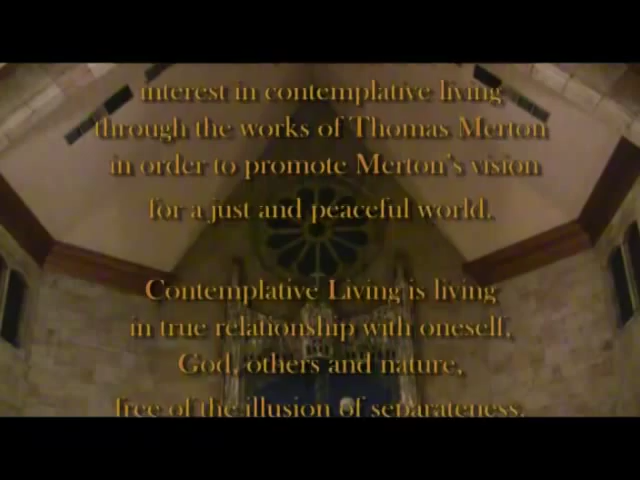 interest in contemplative living
through the works of Thomas Merton
in order to promote Merton's vision
for a just and peaceful world.
Contemplative Living is living
in true relationship with oneself,
God, others and nature,
free of the illusion of separateness.